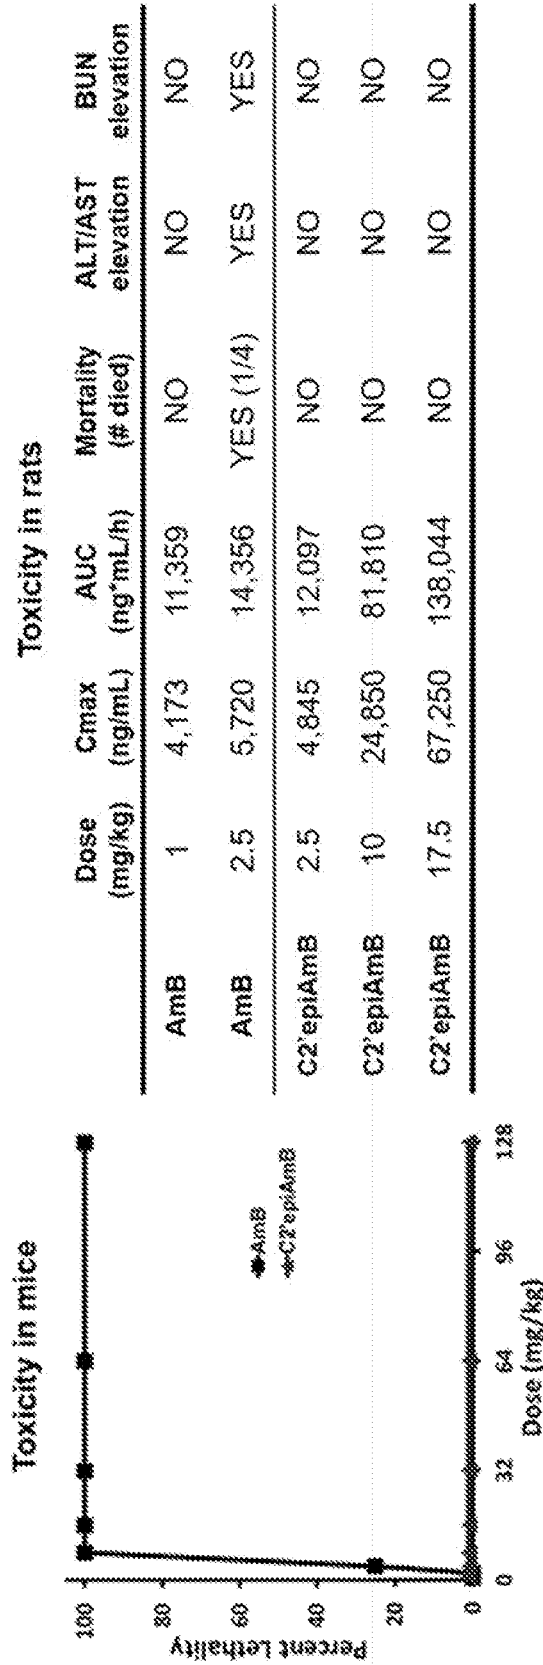 Toxicity in mice
Percent Lethality
100
80
60
40
20
0
0 32 64 96 128
Dose (mg/kg)
AmB
C2'epiAmB
Toxicity in rats
Dose (mg/kg) Cmax (ng/mL) AUC (ng*mL/h) Mortality (# died) ALT/AST elevation BUN elevation
AmB 1 4,173 11,359 NO NO NO
AmB 2.5 5,720 14,356 YES (1/4) YES YES
C2'epiAmB 2.5 4,845 12,097 NO NO NO
C2'epiAmB 10 24,850 81,810 NO NO NO
C2'epiAmB 17.5 67,250 138,044 NO NO NO